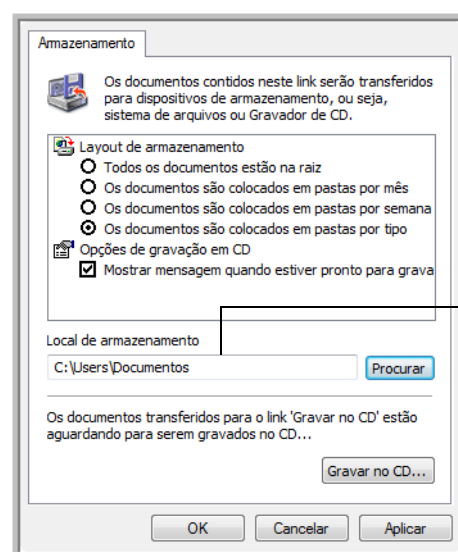 Armazenamento
Os documentos contidos neste link serão transferidos
para dispositivos de armazenamento, ou seja,
sistema de arquivos ou Gravador de CD.
Layout de armazenamento
Todos os documentos estão na raiz
Os documentos são colocados em pastas por mês
Os documentos são colocados em pastas por semana
Os documentos são colocados em pastas por tipo
Opções de gravação em CD
Mostrar mensagem quando estiver pronto para grava
Local de armazenamento
C:\Users\Documentos
Procurar
Os documentos transferidos para o link 'Gravar no CD' estão
aguardando para serem gravados no CD...
Gravar no CD...
OK Cancelar Aplicar